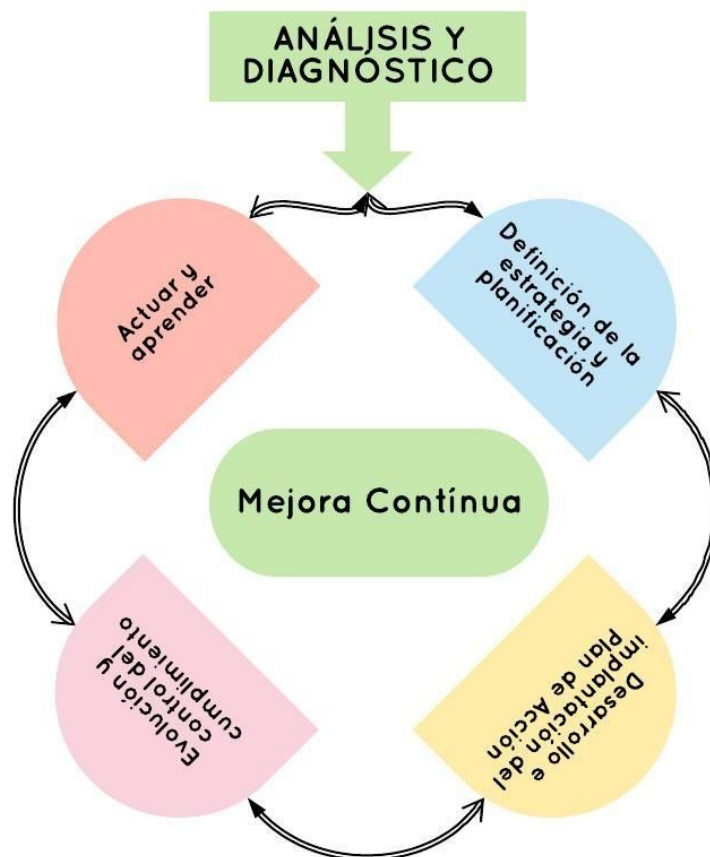 ANÁLISIS Y
DIAGNÓSTICO
Definición de la
estrategia y
planificación
Desarrollo e
implantación del
Plan de Acción
Evolución y
control del
cumplimiento
Actuar y
aprender
Mejora Contínua